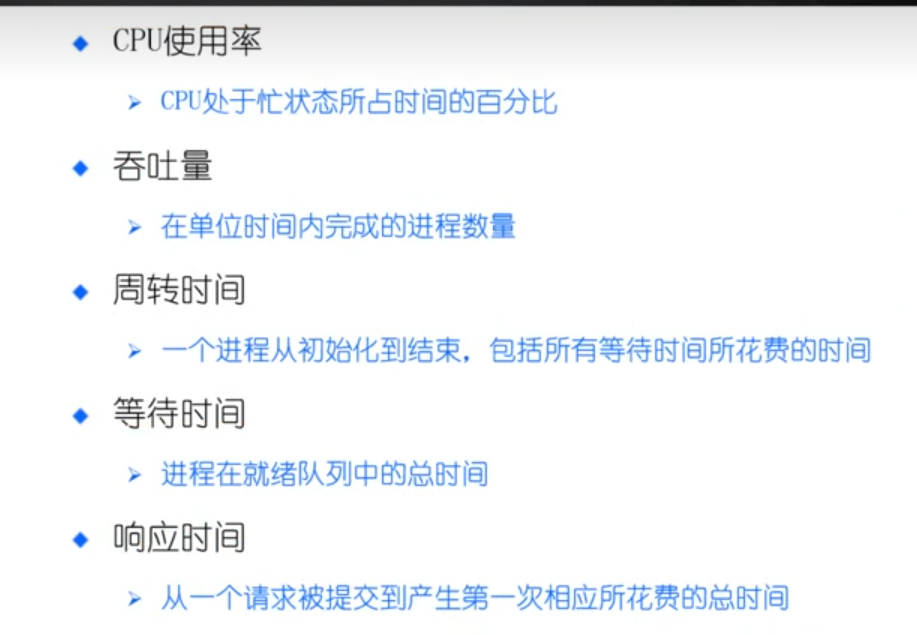 CPU使用率
CPU处于忙状态所占时间的百分比
吞吐量
在单位时间内完成的进程数量
周转时间
一个进程从初始化到结束，包括所有等待时间所花费的时间
等待时间
进程在就绪队列中的总时间
响应时间
从一个请求被提交到产生第一次相应所花费的总时间